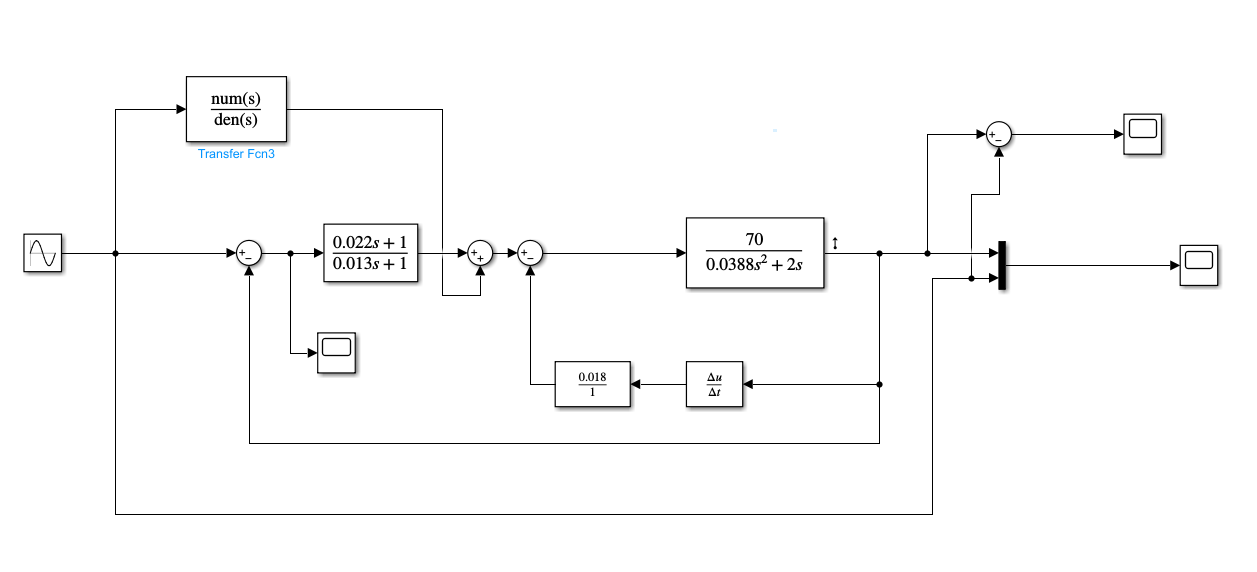 num(s)
den(s)
Transfer Fcn3
0.022s + 1
0.013s + 1
+
−
+
+
+
−
70
0.0388s² + 2s
+
−
0.018
1
Δu
Δt